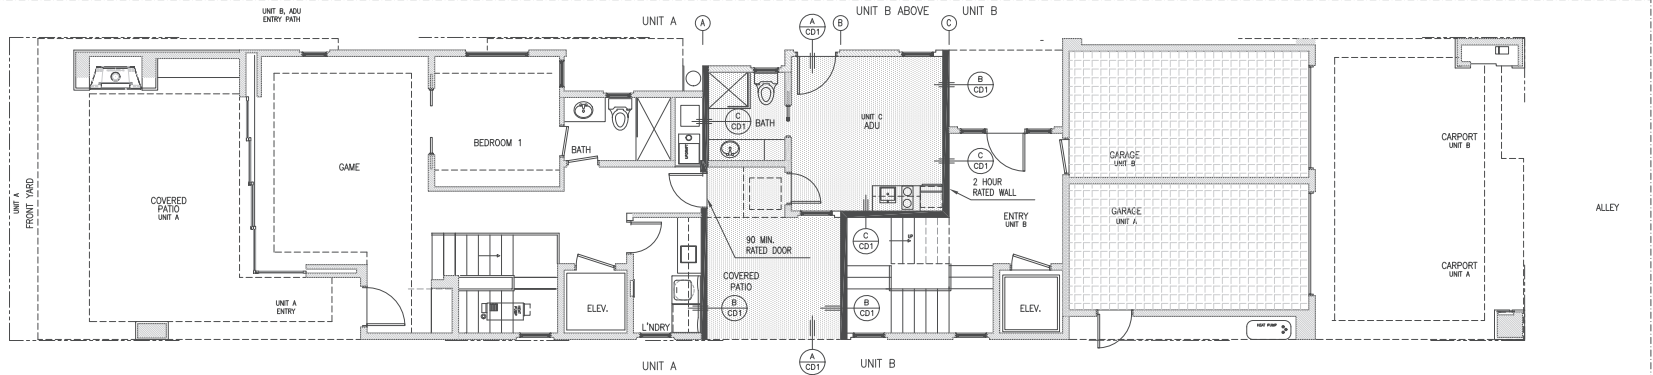 UNIT B, ADU
ENTRY PATH
UNIT A
A
A
CD1
UNIT B ABOVE
B
UNIT B
C
B
CD1
C
CD1
BATH
UNIT C
ADU
BEDROOM 1
BATH
GAME
COVERED
PATIO
UNIT A
UNIT A
FRONT YARD
C
CD1
2 HOUR
RATED WALL
GARAGE
UNIT B
CARPORT
UNIT B
ALLEY
GARAGE
UNIT A
ENTRY
UNIT B
90 MIN.
RATED DOOR
C
CD1
COVERED
PATIO
CARPORT
UNIT A
UNIT A
ENTRY
ELEV.
L'NDRY
B
CD1
B
CD1
ELEV.
HEAT PUMP
UNIT A
A
CD1
UNIT B